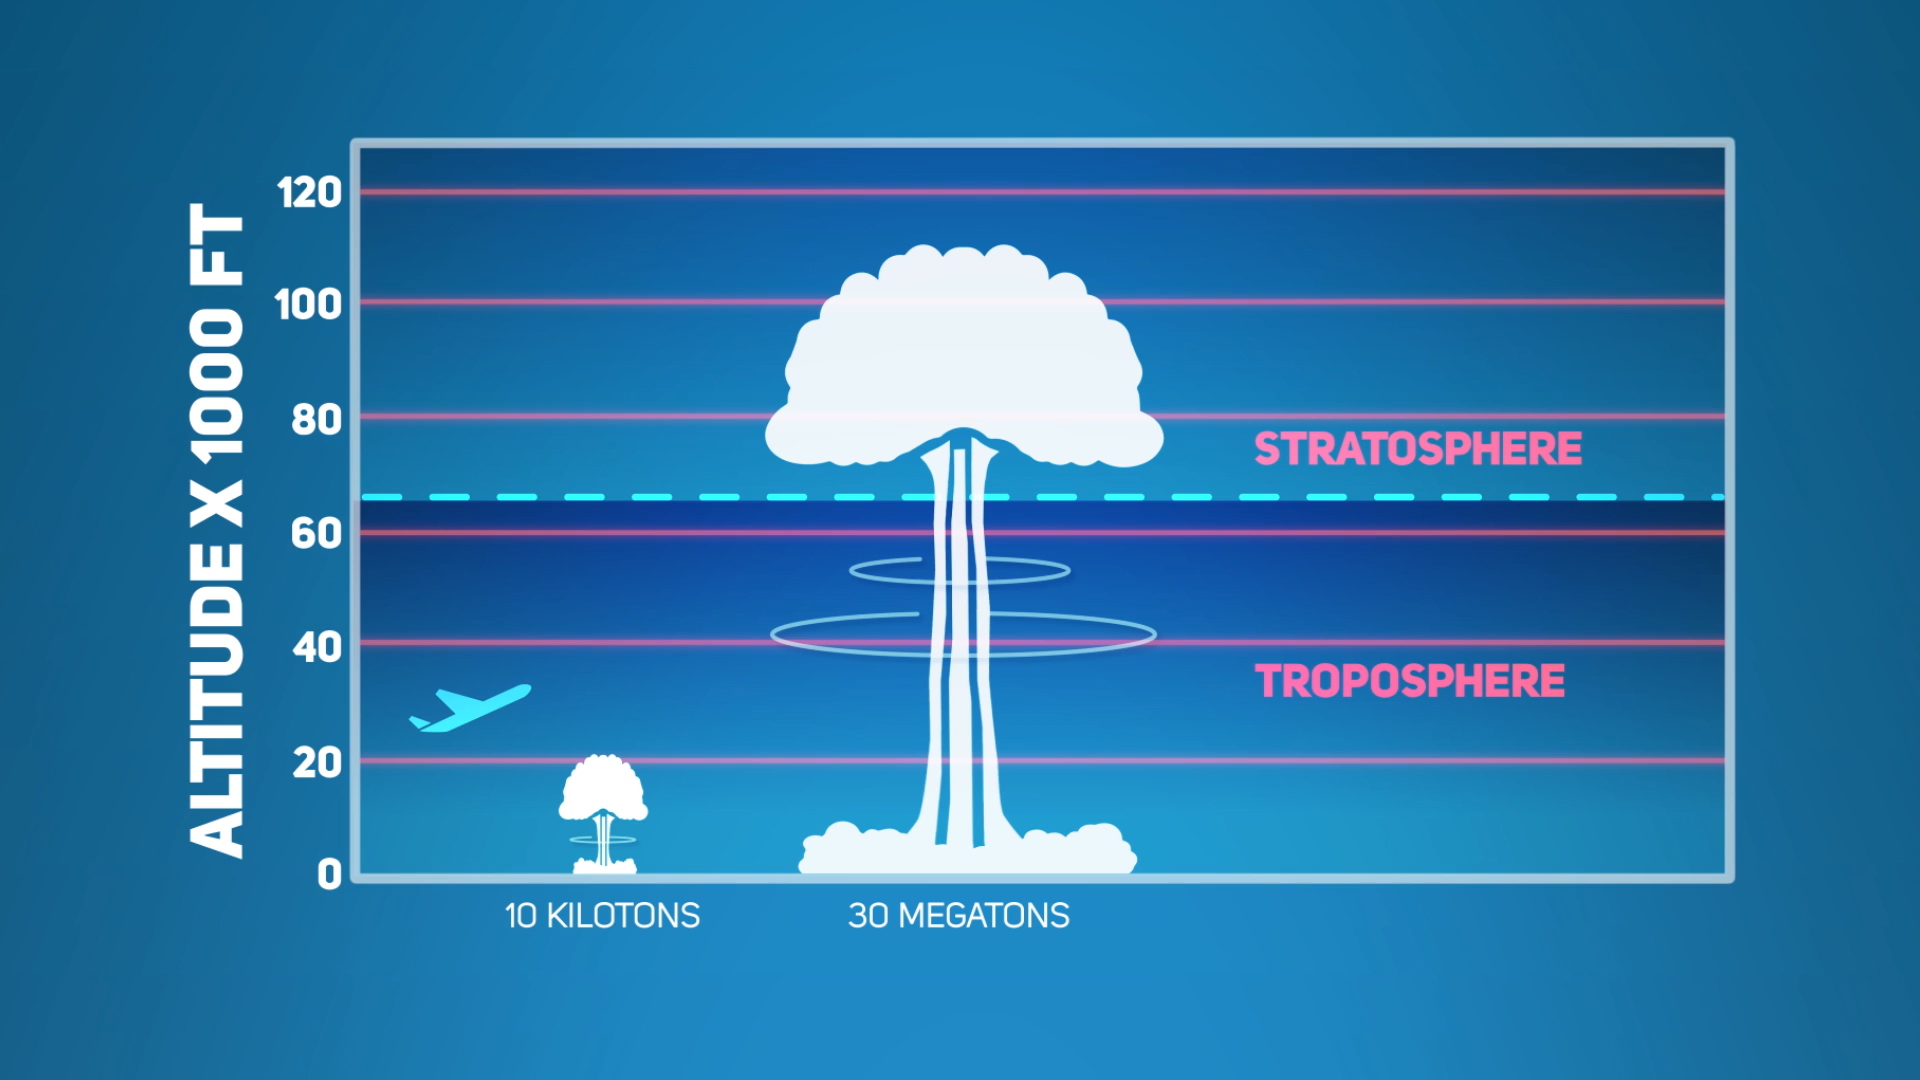 ALTITUDE X 1000 FT
120
100
80
60
40
20
0
STRATOSPHERE
TROPOSPHERE
10 KILOTONS
30 MEGATONS